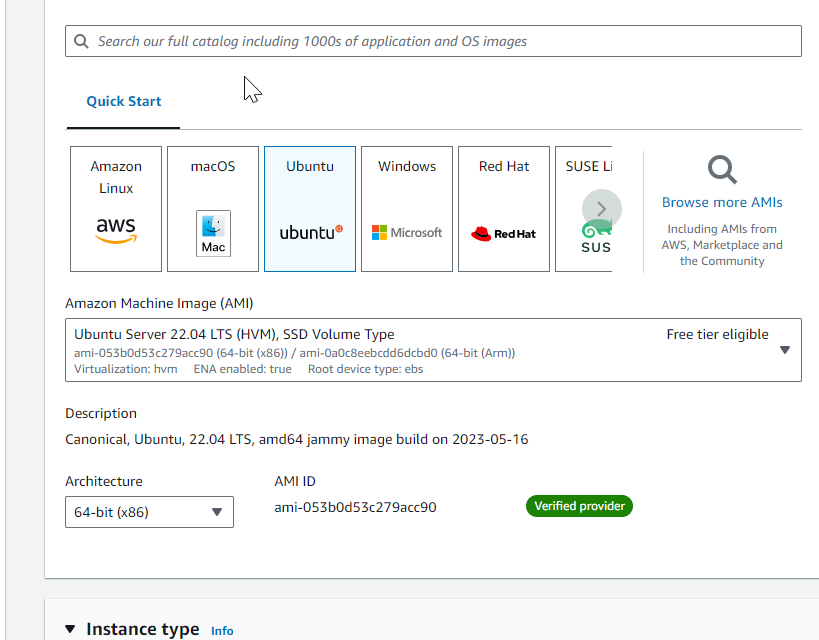 Search our full catalog including 1000s of application and OS images
Quick Start
Amazon Linux
aws
macOS
Mac
Ubuntu
ubuntu
Windows
Microsoft
Red Hat
Red Hat
SUSE Li
SUS
Browse more AMIs
Including AMIs from
AWS, Marketplace and
the Community
Amazon Machine Image (AMI)
Ubuntu Server 22.04 LTS (HVM), SSD Volume Type
Free tier eligible
ami-053b0d53c279acc90 (64-bit (x86)) / ami-0a0c8eebcdd6dcbd0 (64-bit (Arm))
Virtualization: hvm ENA enabled: true Root device type: ebs
Description
Canonical, Ubuntu, 22.04 LTS, amd64 jammy image build on 2023-05-16
Architecture
AMI ID
64-bit (x86)
ami-053b0d53c279acc90
Verified provider
Instance type Info